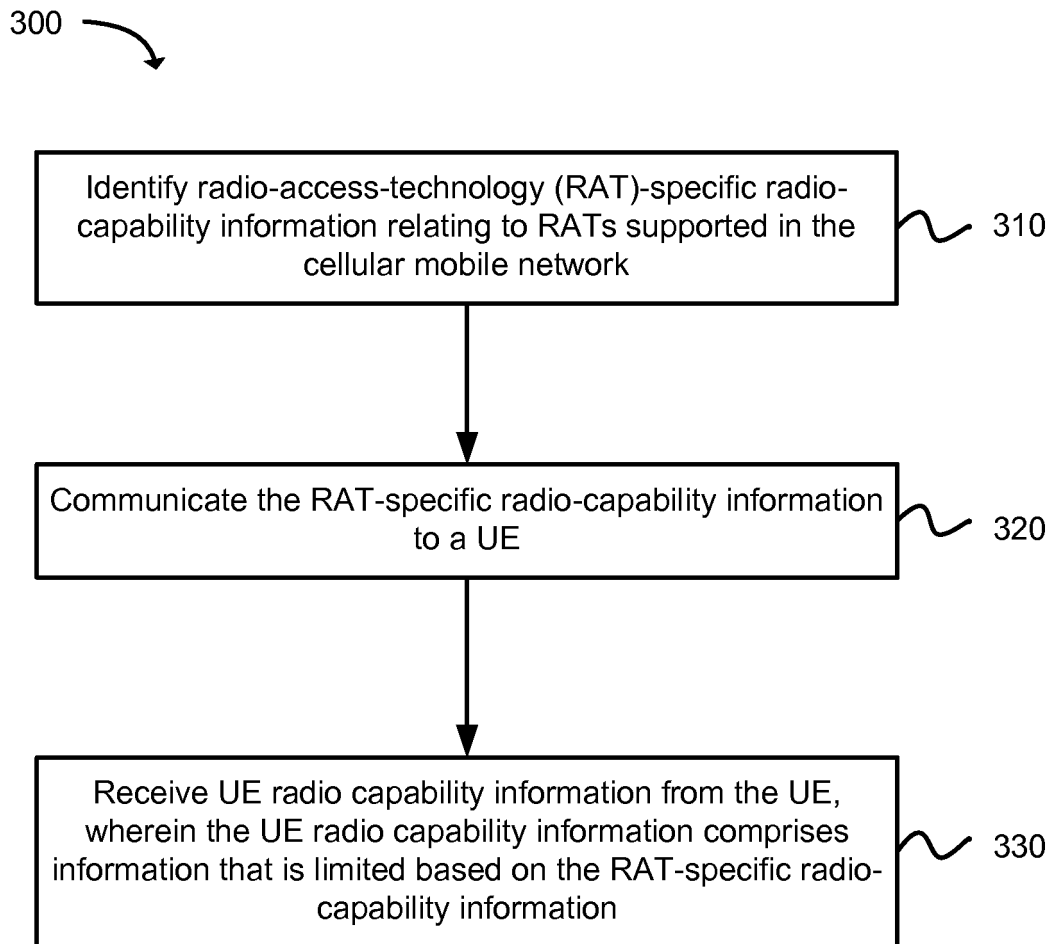 300
Identify radio-access-technology (RAT)-specific radio-
capability information relating to RATs supported in the
cellular mobile network
310
Communicate the RAT-specific radio-capability information
to a UE
320
Receive UE radio capability information from the UE,
wherein the UE radio capability information comprises
information that is limited based on the RAT-specific radio-
capability information
330